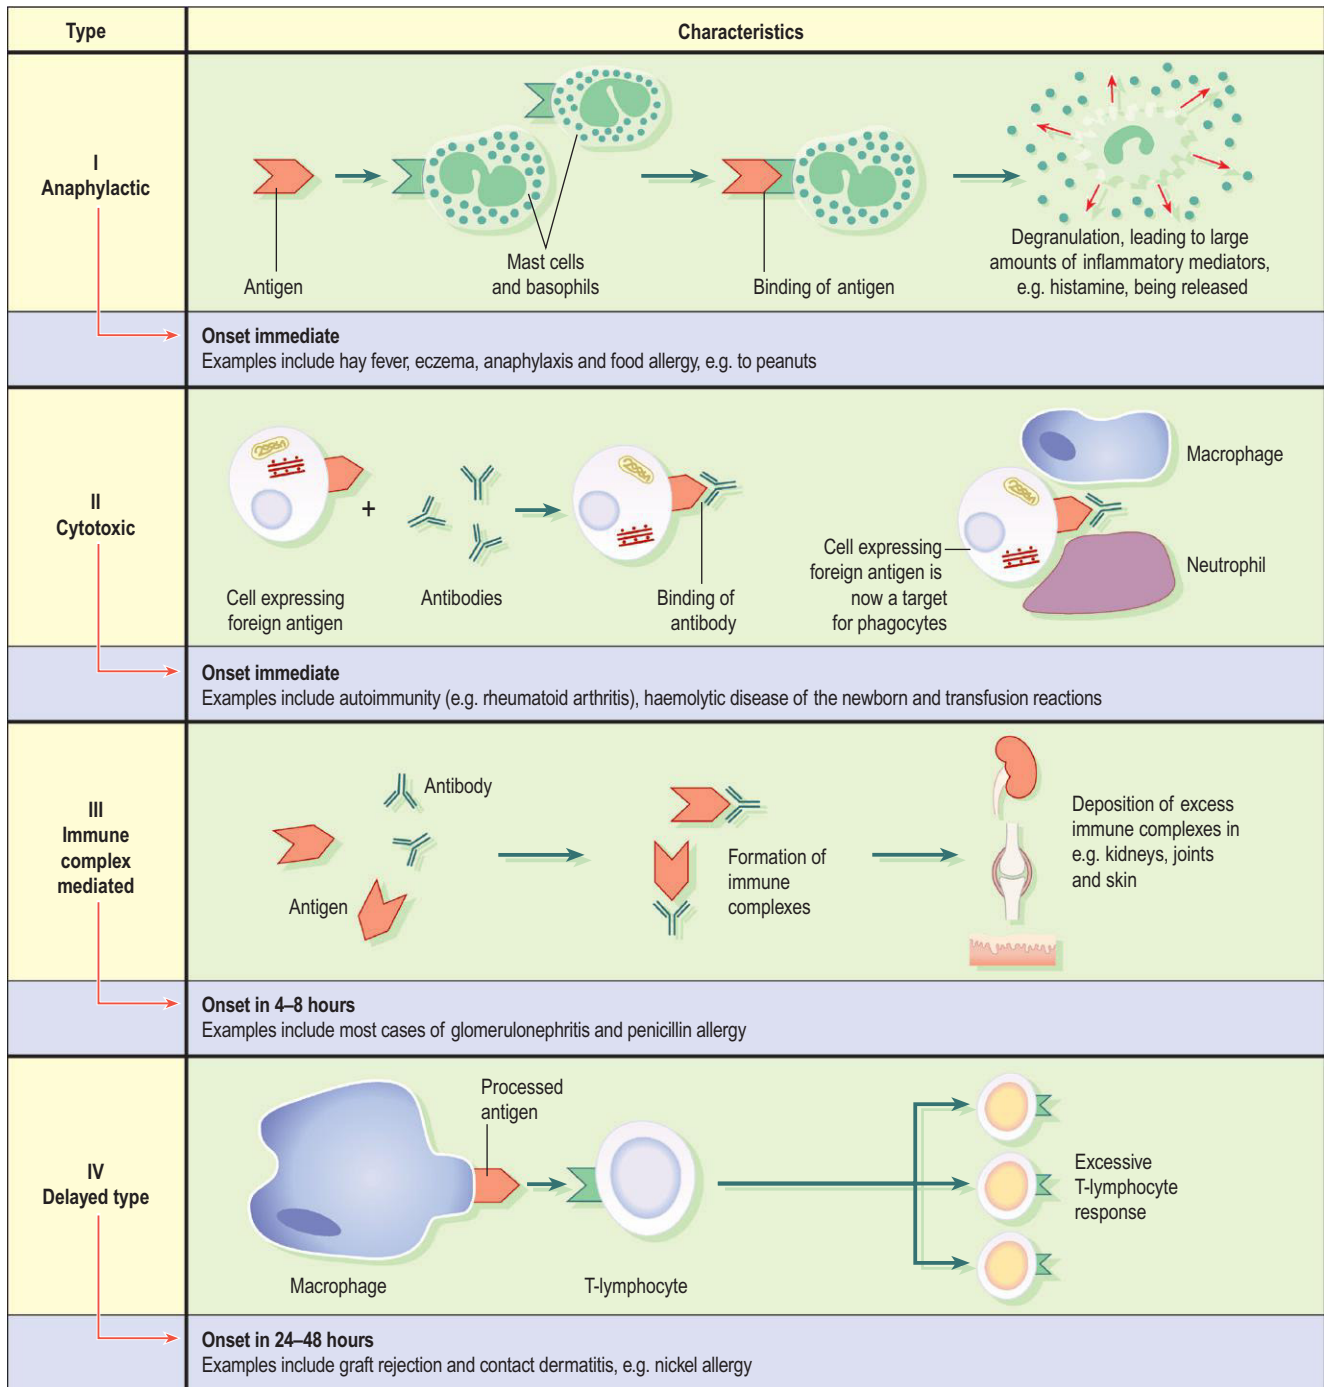 Type
Characteristics
I
Anaphylactic
Antigen
Mast cells
and basophils
Binding of antigen
Degranulation, leading to large
amounts of inflammatory mediators,
e.g. histamine, being released
Onset immediate
Examples include hay fever, eczema, anaphylaxis and food allergy, e.g. to peanuts
II
Cytotoxic
Cell expressing
foreign antigen
+
Antibodies
Binding of
antibody
Cell expressing
foreign antigen is
now a target
for phagocytes
Macrophage
Neutrophil
Onset immediate
Examples include autoimmunity (e.g. rheumatoid arthritis), haemolytic disease of the newborn and transfusion reactions
III
Immune
complex
mediated
Antibody
Antigen
Formation of
immune
complexes
Deposition of excess
immune complexes in
e.g. kidneys, joints
and skin
Onset in 4–8 hours
Examples include most cases of glomerulonephritis and penicillin allergy
IV
Delayed type
Processed
antigen
Macrophage
T-lymphocyte
Excessive
T-lymphocyte
response
Onset in 24–48 hours
Examples include graft rejection and contact dermatitis, e.g. nickel allergy